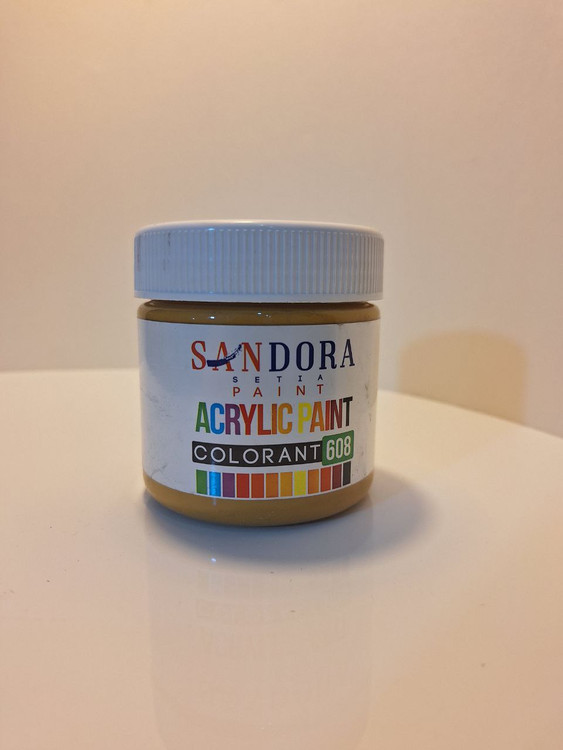 SANDORA
SETIA
PAINT
ACRYLIC PAINT
COLORANT 608